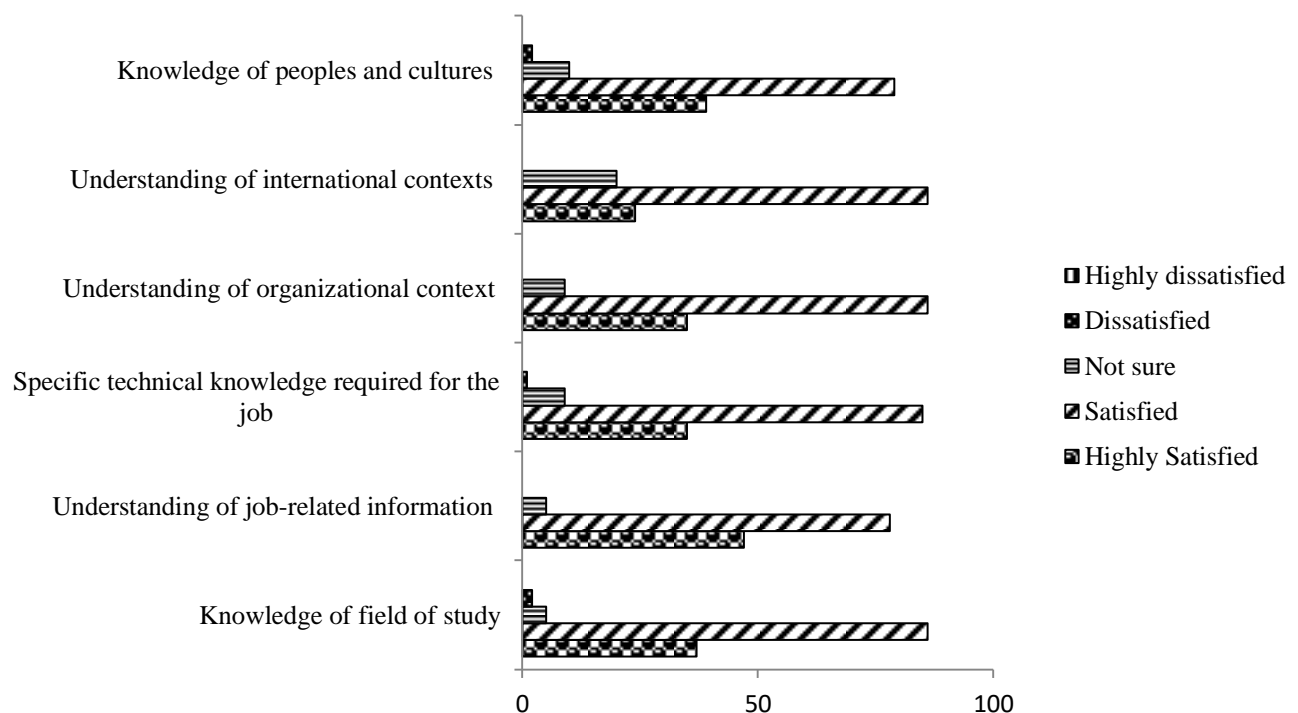 Knowledge of peoples and cultures
Understanding of international contexts
Understanding of organizational context
Specific technical knowledge required for the
job
Understanding of job-related information
Knowledge of field of study
0
50
100
Highly dissatisfied
Dissatisfied
Not sure
Satisfied
Highly Satisfied